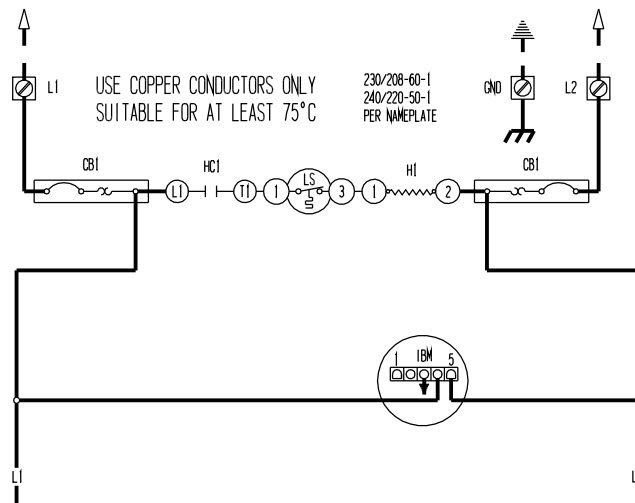 L1
USE COPPER CONDUCTORS ONLY
SUITABLE FOR AT LEAST 75°C
230/208-60-1
240/220-50-1
PER NAMEPLATE
GND
L2
CB1
HC1
LS
H1
CB1
L1
T1
1
3
1
2
1
IBM
5
L1
L